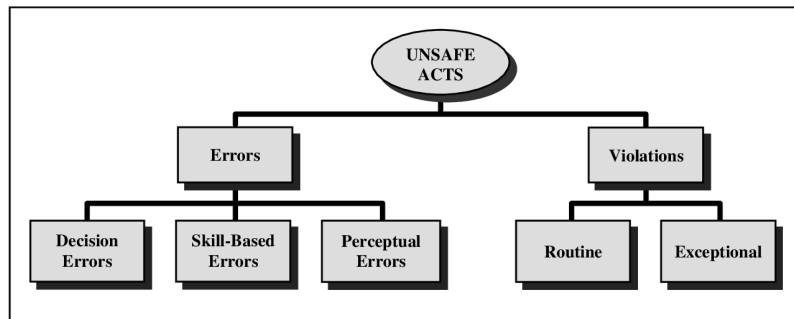 UNSAFE
ACTS
Errors
Violations
Decision
Errors
Skill-Based
Errors
Perceptual
Errors
Routine
Exceptional